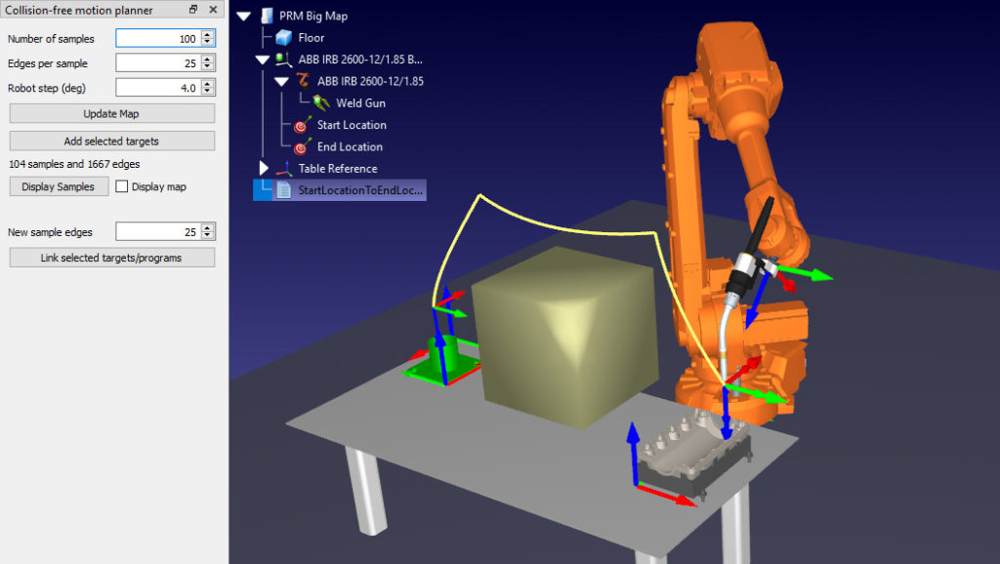 Collision-free motion planner
Number of samples 100
Edges per sample 25
Robot step (deg) 4.0
Update Map
Add selected targets
104 samples and 1667 edges
Display Samples Display map
New sample edges 25
Link selected targets/programs
PRM Big Map
Floor
ABB IRB 2600-12/1.85 B...
ABB IRB 2600-12/1.85
Weld Gun
Start Location
End Location
Table Reference
StartLocationToEndLoc...